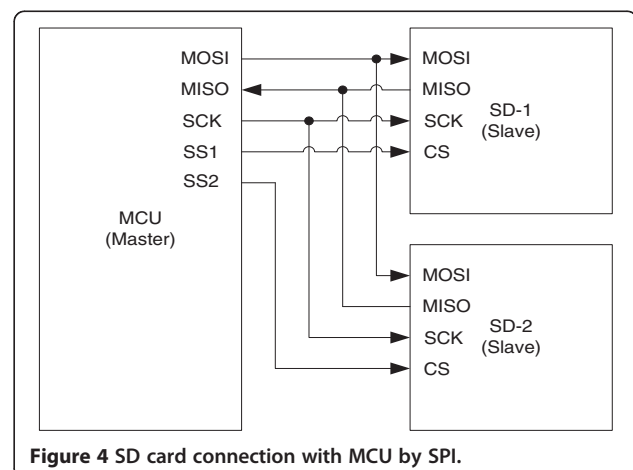 MOSI
MISO
SCK
SS1
SS2
MCU
(Master)
MOSI
MISO
SCK
CS
SD-1
(Slave)
MOSI
MISO
SCK
CS
SD-2
(Slave)
Figure 4 SD card connection with MCU by SPI.